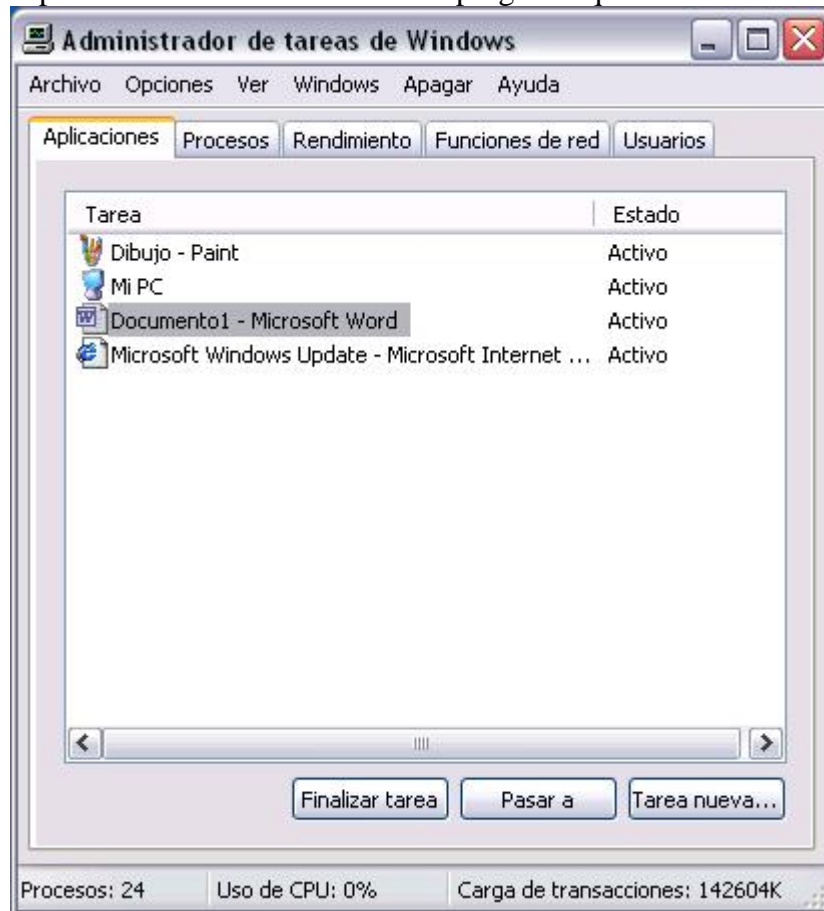 Administrador de tareas de Windows
Archivo Opciones Ver Windows Apagar Ayuda
Aplicaciones Procesos Rendimiento Funciones de red Usuarios
Tarea Estado
Dibujo - Paint Activo
Mi PC Activo
Documento1 - Microsoft Word Activo
Microsoft Windows Update - Microsoft Internet ... Activo
Finalizar tarea Pasar a Tarea nueva...
Procesos: 24 Uso de CPU: 0% Carga de transacciones: 142604K